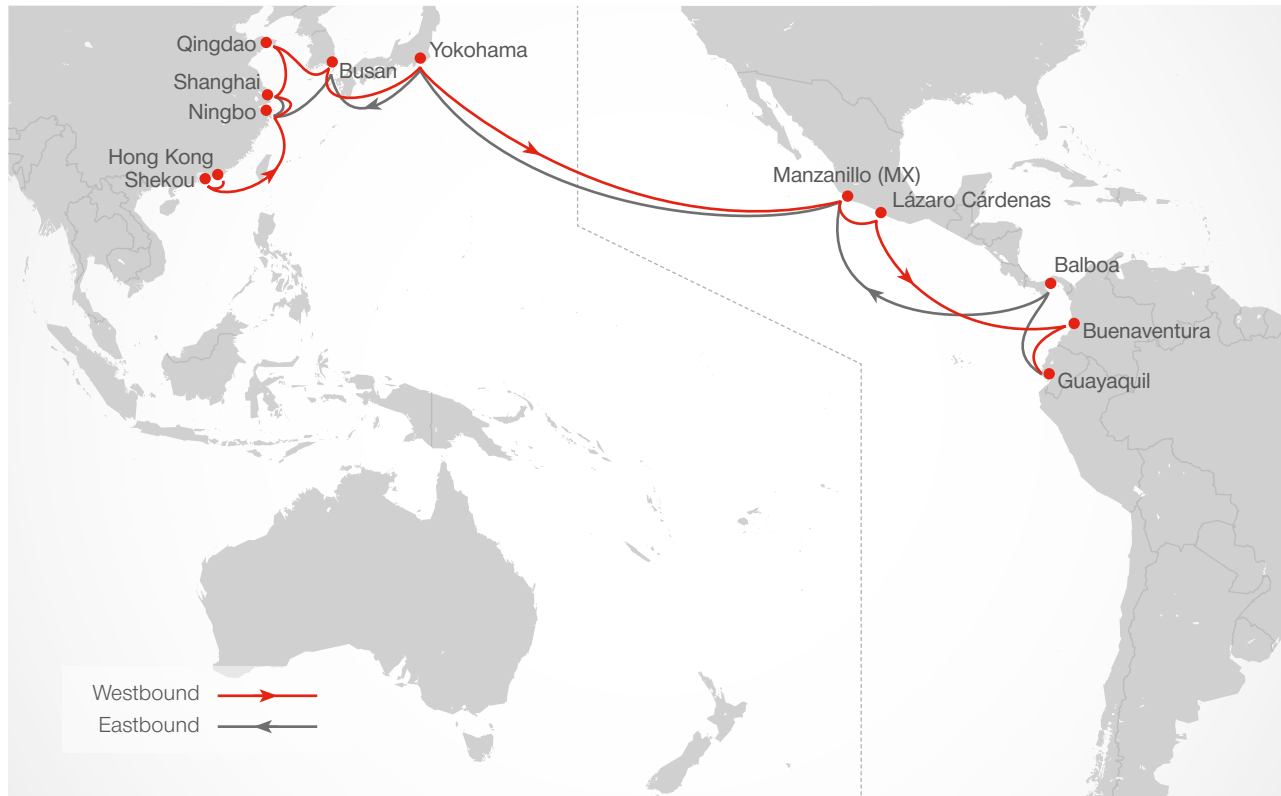 Qingdao
Shanghai
Ningbo
Hong Kong
Shekou
Busan
Yokohama
Manzanillo (MX)
Lázaro Cárdenas
Balboa
Buenaventura
Guayaquil
Westbound
Eastbound